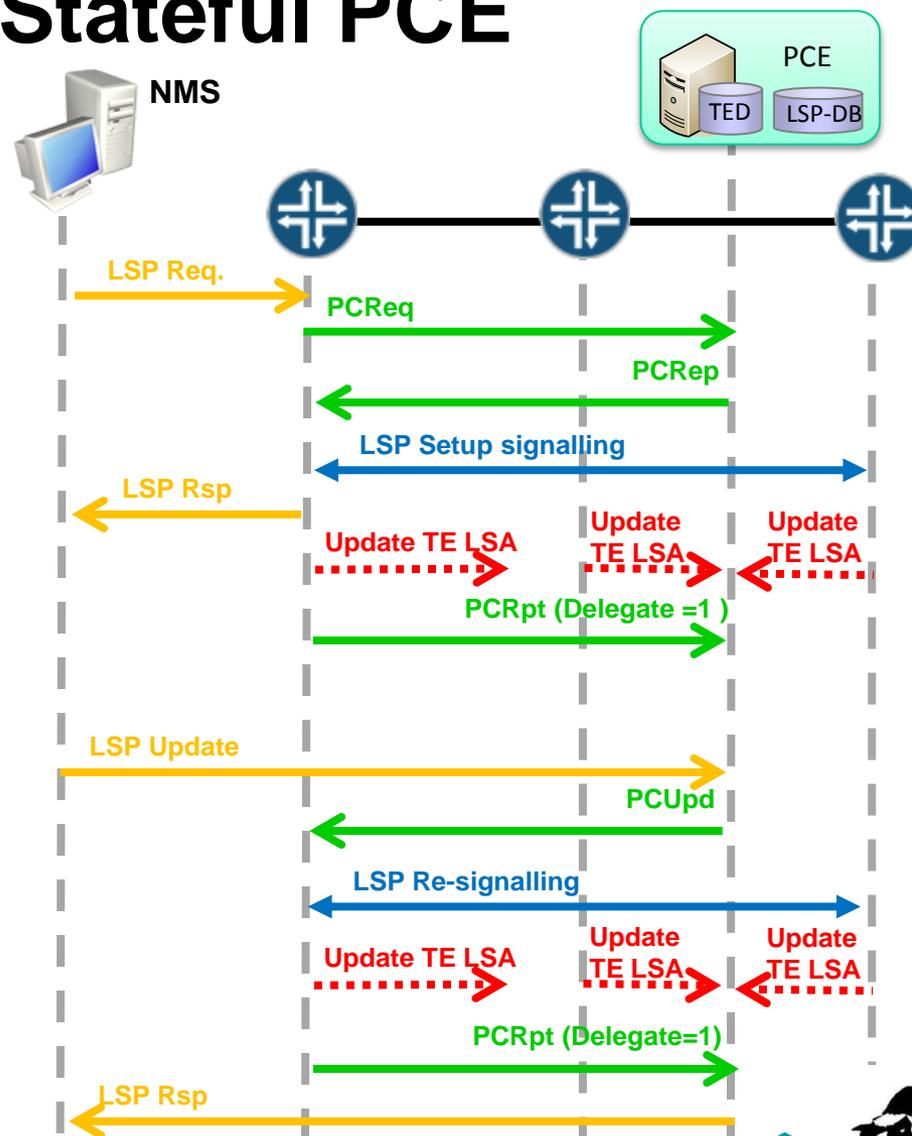 Stateful PCE
NMS
PCE
TED
LSP-DB
LSP Req.
PCReq
PCRep
LSP Setup signalling
LSP Rsp
Update TE LSA
Update
TE LSA
Update
TE LSA
PCRpt (Delegate =1 )
LSP Update
PCUpd
LSP Re-signalling
Update TE LSA
Update
TE LSA
Update
TE LSA
PCRpt (Delegate=1)
LSP Rsp